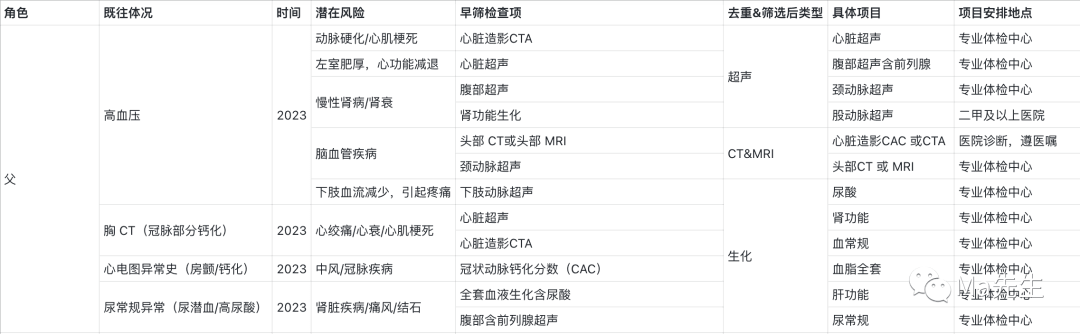 角色 既往体况 时间 潜在风险 早筛检查项 去重&筛选后类型 具体项目 项目安排地点
动脉硬化/心肌梗死 心脏造影CTA 心脏超声 专业体检中心
左室肥厚，心功能减退 心脏超声 腹部超声含前列腺 专业体检中心
超声
腹部超声 颈动脉超声 专业体检中心
慢性肾病/肾衰
高血压 2023 肾功能生化 股动脉超声 二甲及以上医院
头部 CT或头部 MRI 心脏造影CAC 或CTA 医院诊断，遵医嘱
脑血管疾病 CT&MRI
颈动脉超声 头部CT 或 MRI 专业体检中心
父
下肢血流减少，引起疼痛 下肢动脉超声 尿酸 专业体检中心
心脏超声 肾功能 专业体检中心
胸 CT（冠脉部分钙化） 2023 心绞痛/心衰/心肌梗死
心脏造影CTA 血常规 专业体检中心
生化
心电图异常史（房颤/钙化） 2023 中风/冠脉疾病 冠状动脉钙化分数（CAC） 血脂全套 专业体检中心
全套血液生化含尿酸 肝功能 专业体检中心
尿常规异常（尿潜血/高尿酸） 2023 肾脏疾病/痛风/结石
腹部含前列腺超声 尿常规 专业体检中心
Ma先生